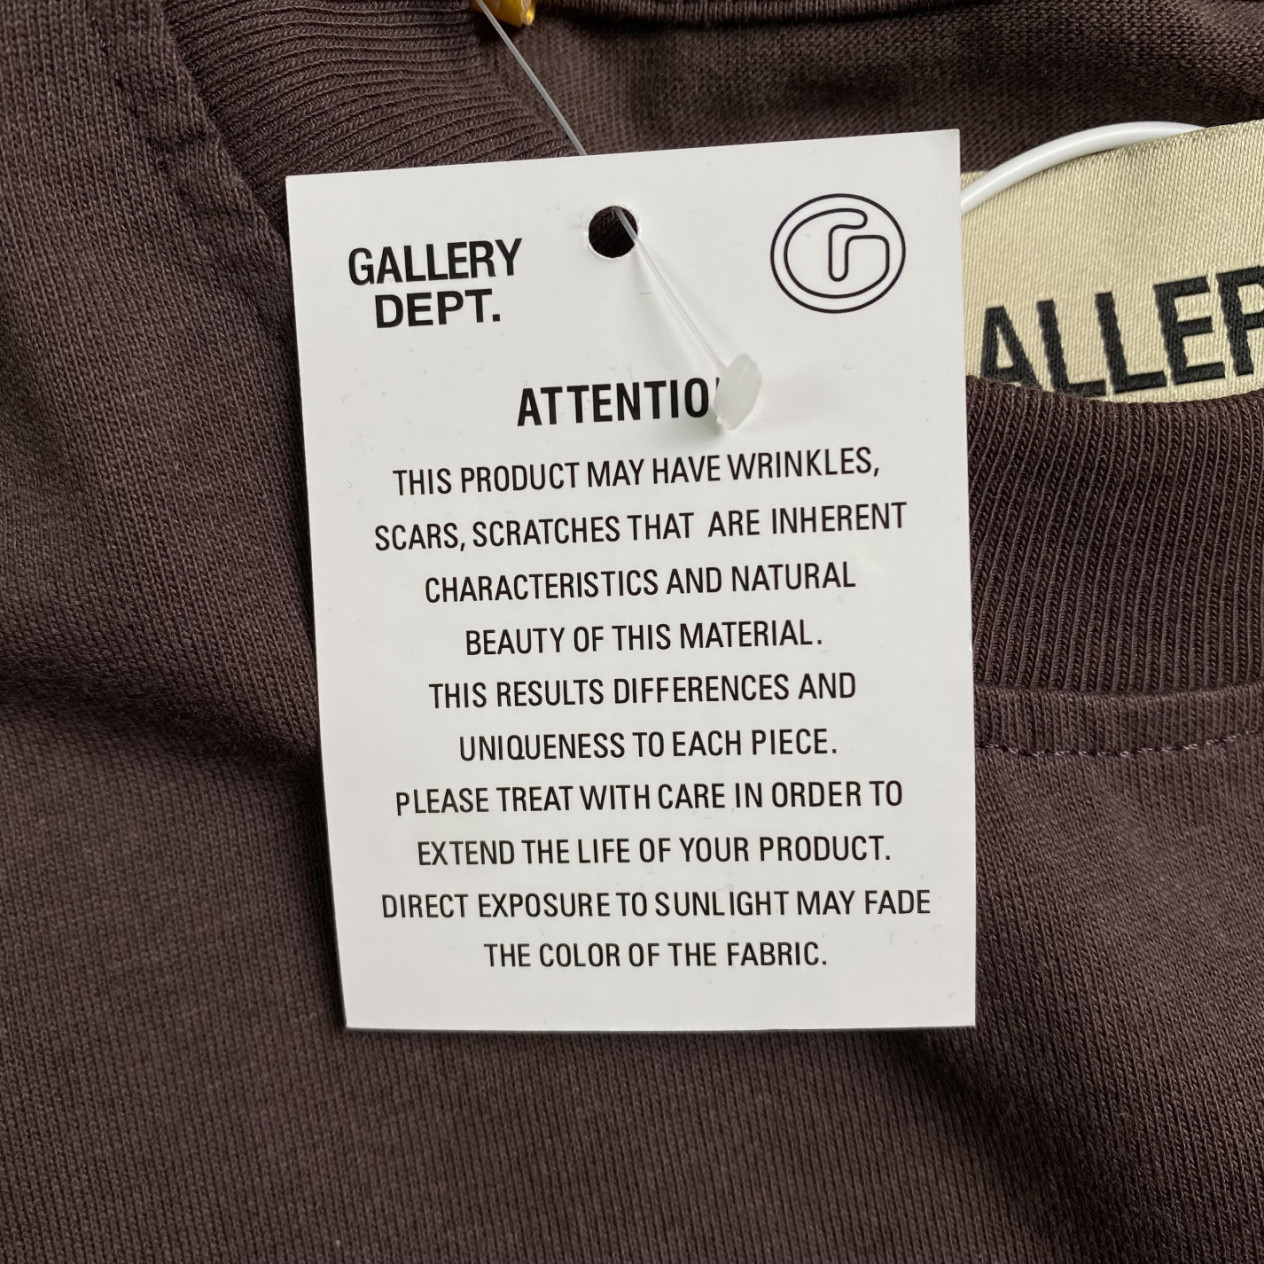 GALLERY
DEPT.
ATTENTIO
THIS PRODUCT MAY HAVE WRINKLES,
SCARS, SCRATCHES THAT ARE INHERENT
CHARACTERISTICS AND NATURAL
BEAUTY OF THIS MATERIAL.
THIS RESULTS DIFFERENCES AND
UNIQUENESS TO EACH PIECE.
PLEASE TREAT WITH CARE IN ORDER TO
EXTEND THE LIFE OF YOUR PRODUCT.
DIRECT EXPOSURE TO SUNLIGHT MAY FADE
THE COLOR OF THE FABRIC.
ALLER